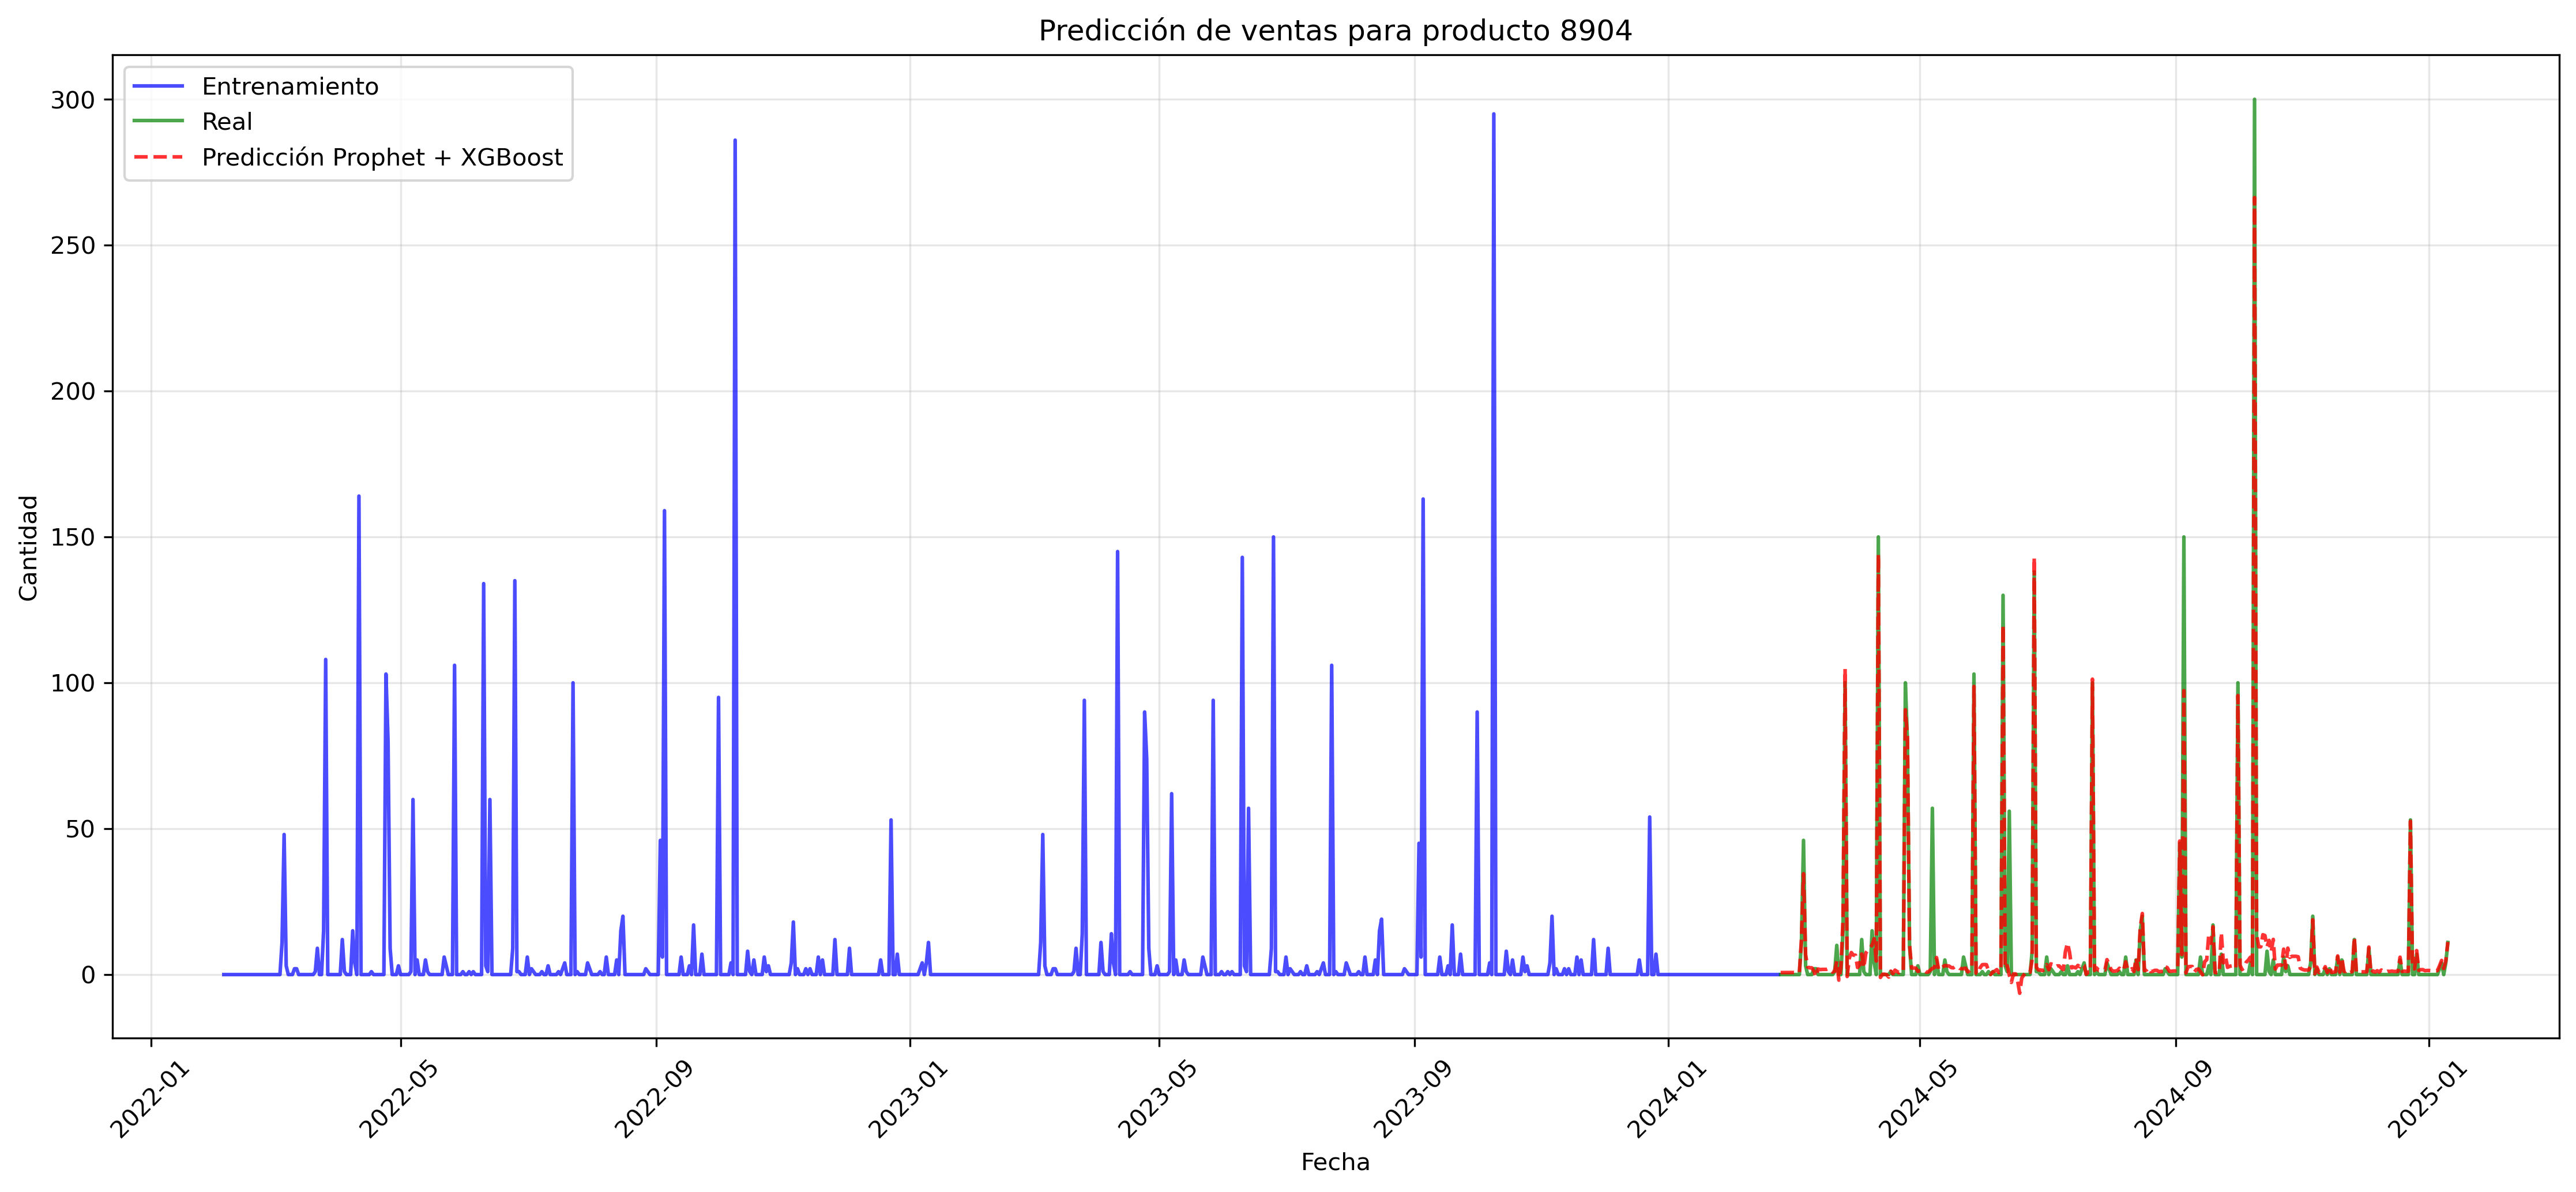 Predicción de ventas para producto 8904
Entrenamiento
Real
Predicción Prophet + XGBoost
300
250
200
150
100
50
0
Cantidad
2022-01
2022-05
2022-09
2023-01
2023-05
2023-09
2024-01
2024-05
2024-09
2025-01
Fecha